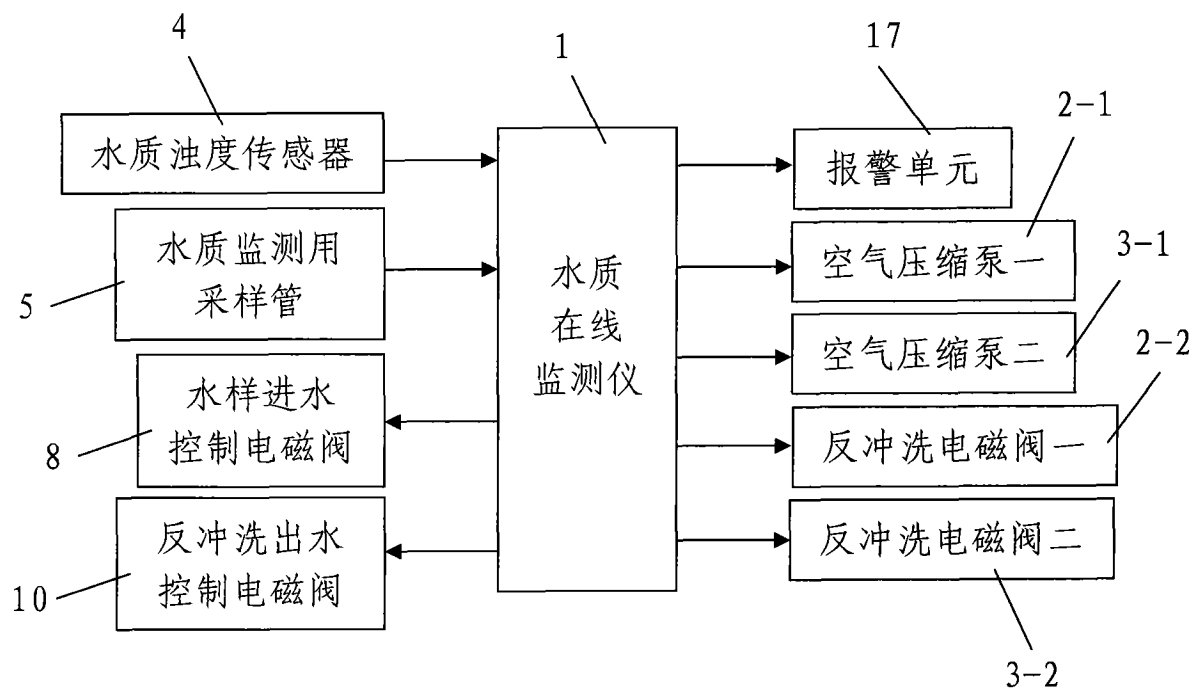 4
1
17
2-1
水质浊度传感器
报警单元
水质监测用
采样管
5
空气压缩泵一
3-1
水质
在线
监测仪
空气压缩泵二
2-2
水样进水
控制电磁阀
8
反冲洗电磁阀一
反冲洗出水
控制电磁阀
10
反冲洗电磁阀二
3-2